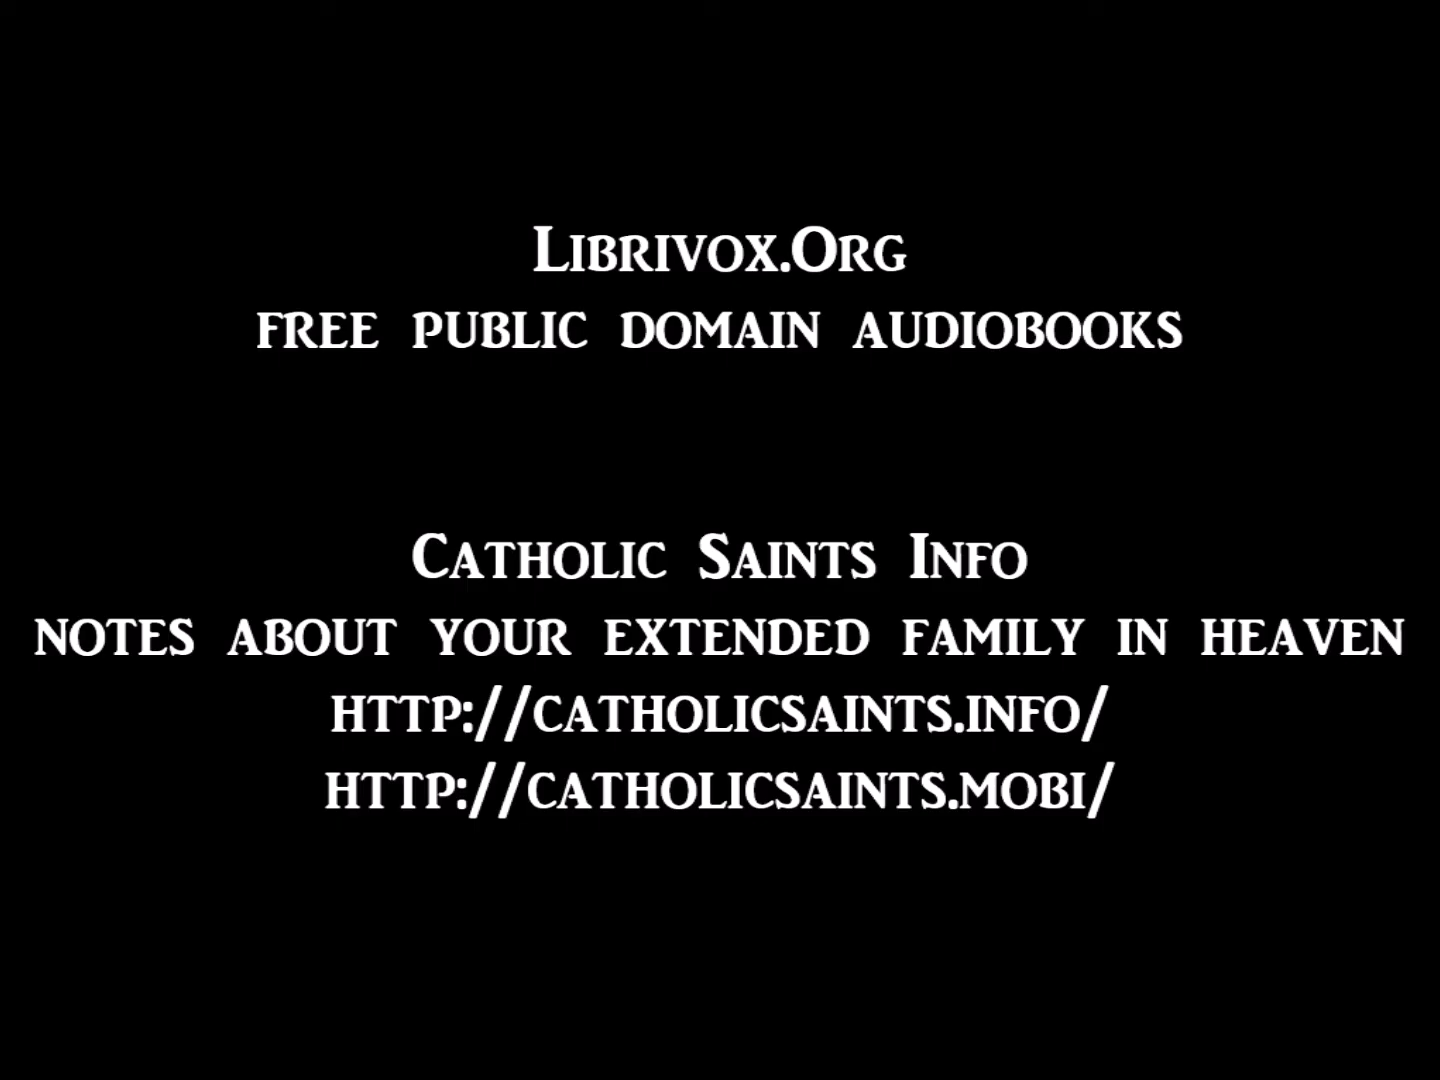 Librivox.Org
free public domain audiobooks
Catholic Saints Info
notes about your extended family in heaven
http://catholicsaints.info/
http://catholicsaints.mobi/